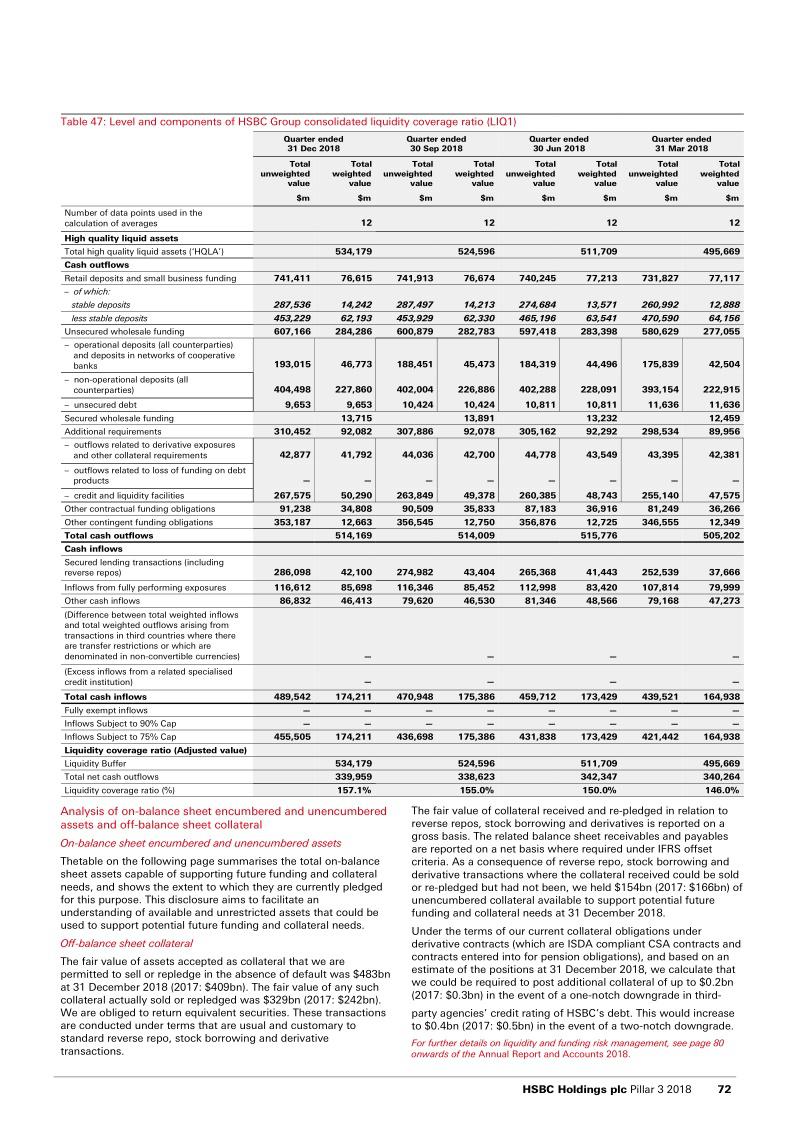 Table 47: Level and components of HSBC Group consolidated liquidity coverage ratio (LIQ1)
Quarter ended 31 Dec 2018 Quarter ended 30 Sep 2018 Quarter ended 30 Jun 2018 Quarter ended 31 Mar 2018
Total unweighted value Total weighted value Total unweighted value Total weighted value Total unweighted value Total weighted value Total unweighted value Total weighted value
$m $m $m $m $m $m $m $m
Number of data points used in the
calculation of averages 12 12 12 12
High quality liquid assets
Total high quality liquid assets (‘HQLA’) 534,179 524,596 511,709 495,669
Cash outflows
Retail deposits and small business funding 741,411 76,615 741,913 76,674 740,245 77,213 731,827 77,117
– of which:
stable deposits 287,536 14,242 287,497 14,213 274,684 13,571 260,992 12,888
less stable deposits 453,229 62,193 453,929 62,330 465,196 63,541 470,590 64,156
Unsecured wholesale funding 607,166 284,286 600,879 282,783 597,418 283,398 580,629 277,055
– operational deposits (all counterparties)
and deposits in networks of cooperative
banks 193,015 46,773 188,451 45,473 184,319 44,496 175,839 42,504
– non-operational deposits (all
counterparties) 404,498 227,860 402,004 226,886 402,288 228,091 393,154 222,915
– unsecured debt 9,653 9,653 10,424 10,424 10,811 10,811 11,636 11,636
Secured wholesale funding 13,715 13,891 13,232 12,459
Additional requirements 310,452 92,082 307,886 92,078 305,162 92,292 298,534 89,956
– outflows related to derivative exposures
and other collateral requirements 42,877 41,792 44,036 42,700 44,778 43,549 43,395 42,381
– outflows related to loss of funding on debt
products — — — — — — — —
– credit and liquidity facilities 267,575 50,290 263,849 49,378 260,385 48,743 255,140 47,575
Other contractual funding obligations 91,238 34,808 90,509 35,833 87,183 36,916 81,249 36,266
Other contingent funding obligations 353,187 12,663 356,545 12,750 356,876 12,725 346,555 12,349
Total cash outflows 514,169 514,009 515,776 505,202
Cash inflows
Secured lending transactions (including
reverse repos) 286,098 42,100 274,982 43,404 265,368 41,443 252,539 37,666
Inflows from fully performing exposures 116,612 85,698 116,346 85,452 112,998 83,420 107,814 79,999
Other cash inflows 86,832 46,413 79,620 46,530 81,346 48,566 79,168 47,273
(Difference between total weighted inflows
and total weighted outflows arising from
transactions in third countries where there
are transfer restrictions or which are
denominated in non-convertible currencies) — — — —
(Excess inflows from a related specialised
credit institution) — — — —
Total cash inflows 489,542 174,211 470,948 175,386 459,712 173,429 439,521 164,938
Fully exempt inflows — — — — — — — —
Inflows Subject to 90% Cap — — — — — — — —
Inflows Subject to 75% Cap 455,505 174,211 436,698 175,386 431,838 173,429 421,442 164,938
Liquidity coverage ratio (Adjusted value)
Liquidity Buffer 534,179 524,596 511,709 495,669
Total net cash outflows 339,959 338,623 342,347 340,264
Liquidity coverage ratio (%) 157.1% 155.0% 150.0% 146.0%
Analysis of on-balance sheet encumbered and unencumbered
assets and off-balance sheet collateral
On-balance sheet encumbered and unencumbered assets
Thetable on the following page summarises the total on-balance
sheet assets capable of supporting future funding and collateral
needs, and shows the extent to which they are currently pledged
for this purpose. This disclosure aims to facilitate an
understanding of available and unrestricted assets that could be
used to support potential future funding and collateral needs.
Off-balance sheet collateral
The fair value of assets accepted as collateral that we are
permitted to sell or repledge in the absence of default was $483bn
at 31 December 2018 (2017: $409bn). The fair value of any such
collateral actually sold or repledged was $329bn (2017: $242bn).
We are obliged to return equivalent securities. These transactions
are conducted under terms that are usual and customary to
standard reverse repo, stock borrowing and derivative
transactions.
The fair value of collateral received and re-pledged in relation to
reverse repos, stock borrowing and derivatives is reported on a
gross basis. The related balance sheet receivables and payables
are reported on a net basis where required under IFRS offset
criteria. As a consequence of reverse repo, stock borrowing and
derivative transactions where the collateral received could be sold
or re-pledged but had not been, we held $154bn (2017: $166bn) of
unencumbered collateral available to support potential future
funding and collateral needs at 31 December 2018.
Under the terms of our current collateral obligations under
derivative contracts (which are ISDA compliant CSA contracts and
contracts entered into for pension obligations), and based on an
estimate of the positions at 31 December 2018, we calculate that
we could be required to post additional collateral of up to $0.2bn
(2017: $0.3bn) in the event of a one-notch downgrade in third-
party agencies’ credit rating of HSBC’s debt. This would increase
to $0.4bn (2017: $0.5bn) in the event of a two-notch downgrade.
For further details on liquidity and funding risk management, see page 80
onwards of the Annual Report and Accounts 2018.
HSBC Holdings plc Pillar 3 2018 72